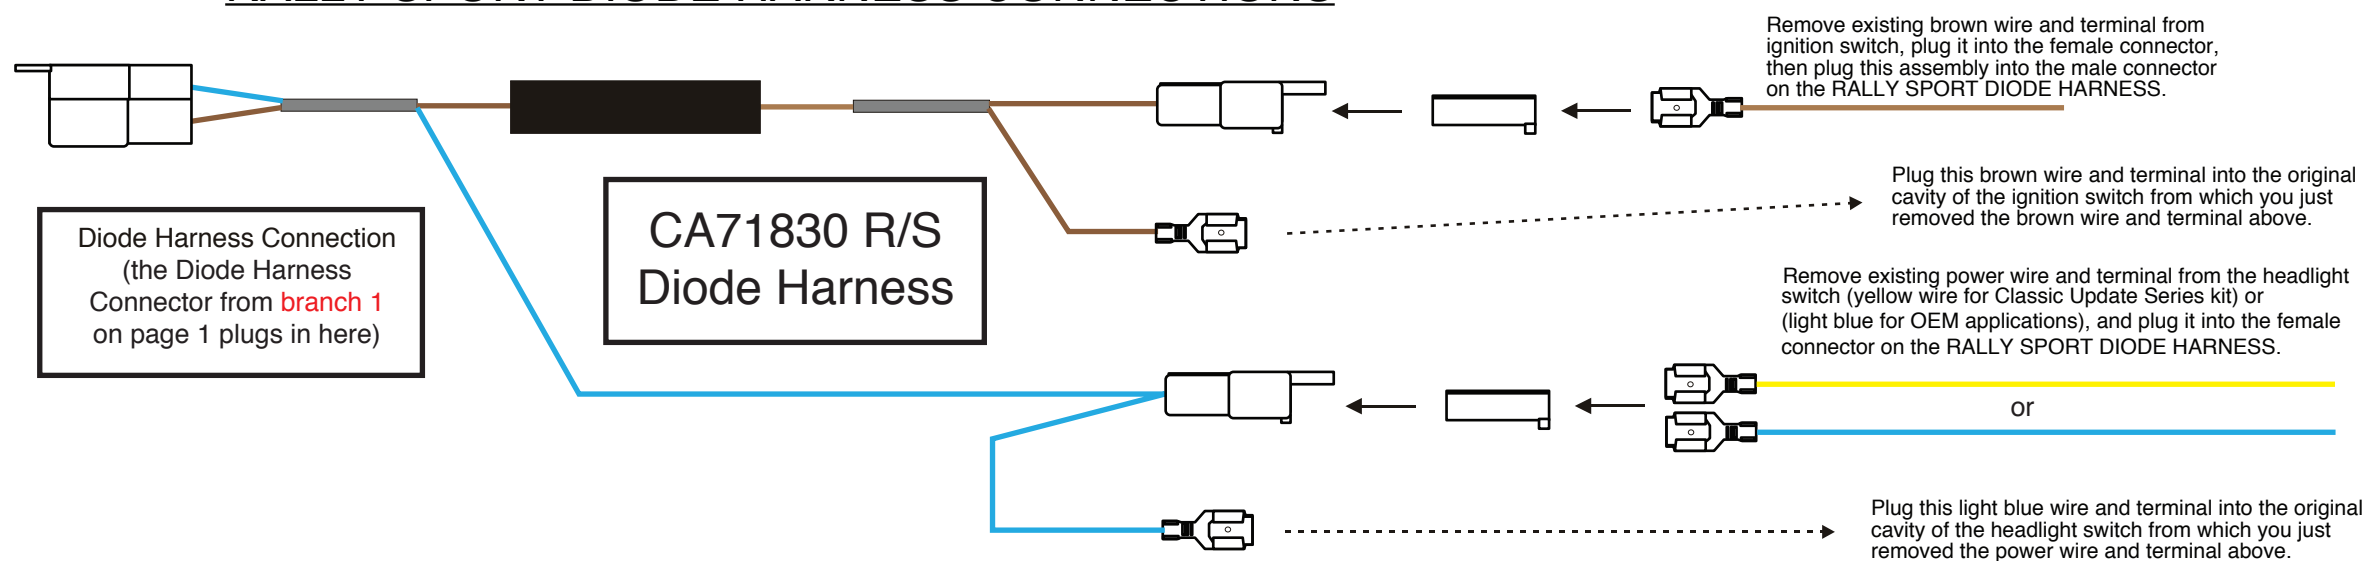 RALLY SPORT DIODE HARNESS CONNECTIONS
Remove existing brown wire and terminal from
ignition switch, plug it into the female connector,
then plug this assembly into the male connector
on the RALLY SPORT DIODE HARNESS.
Plug this brown wire and terminal into the original
cavity of the ignition switch from which you just
removed the brown wire and terminal above.
Diode Harness Connection
(the Diode Harness
Connector from branch 1
on page 1 plugs in here)
CA71830 R/S
Diode Harness
Remove existing power wire and terminal from the headlight
switch (yellow wire for Classic Update Series kit) or
(light blue for OEM applications), and plug it into the female
connector on the RALLY SPORT DIODE HARNESS.
or
Plug this light blue wire and terminal into the original
cavity of the headlight switch from which you just
removed the power wire and terminal above.